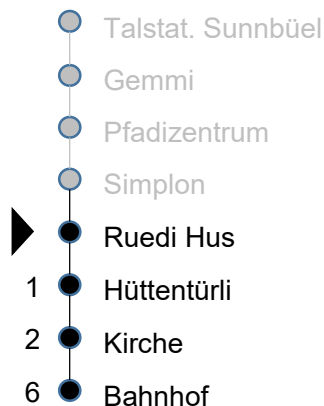 Talstat. Sunnbüel
Gemmi
Pfadizentrum
Simplon
Ruedi Hus
1 Hüttentürli
2 Kirche
6 Bahnhof